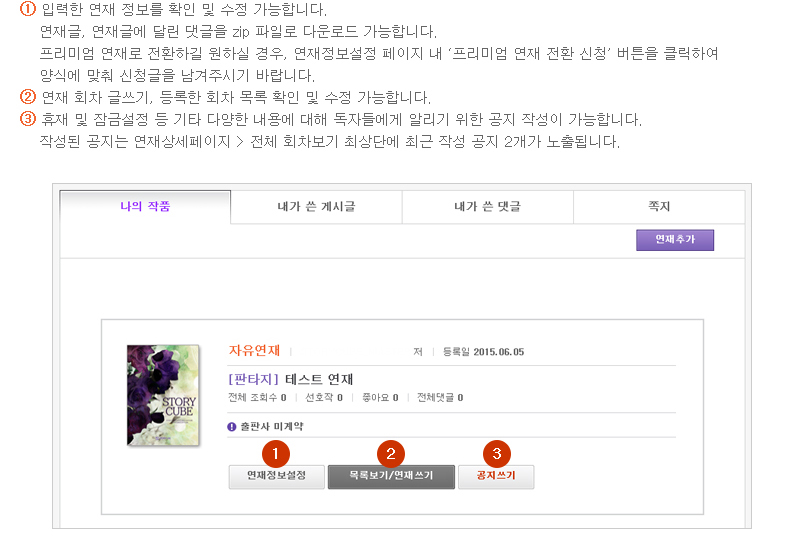 ① 입력한 연재 정보를 확인 및 수정 가능합니다.
연재글, 연재글에 달린 댓글을 zip 파일로 다운로드 가능합니다.
프리미엄 연재로 전환하길 원하실 경우, 연재정보설정 페이지 내 ‘프리미엄 연재 전환 신청’ 버튼을 클릭하여
양식에 맞춰 신청글을 남겨주시기 바랍니다.
② 연재 회차 글쓰기, 등록한 회차 목록 확인 및 수정 가능합니다.
③ 휴재 및 잠금설정 등 기타 다양한 내용에 대해 독자들에게 알리기 위한 공지 작성이 가능합니다.
작성된 공지는 연재상세페이지 > 전체 회차보기 최상단에 최근 작성 공지 2개가 노출됩니다.
나의 작품 내가 쓴 게시글 내가 쓴 댓글 쪽지
연재추가
자유연재 | 저 | 등록일 2015.06.05
[판타지] 테스트 연재
전체 조회수 0 | 선호작 0 | 좋아요 0 | 전체댓글 0
STORY
CUBE
출판사 미계약
1 2 3
연재정보설정 목록보기/연재쓰기 공지쓰기